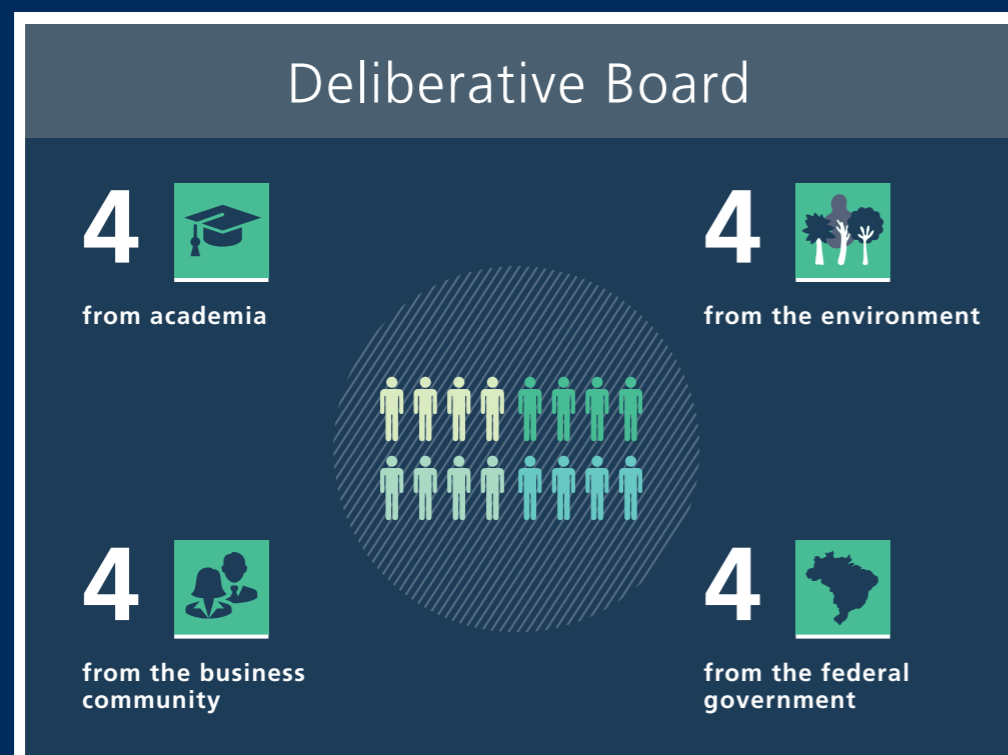 Deliberative Board
4
from academia
4
from the environment
4
from the business
community
4
from the federal
government